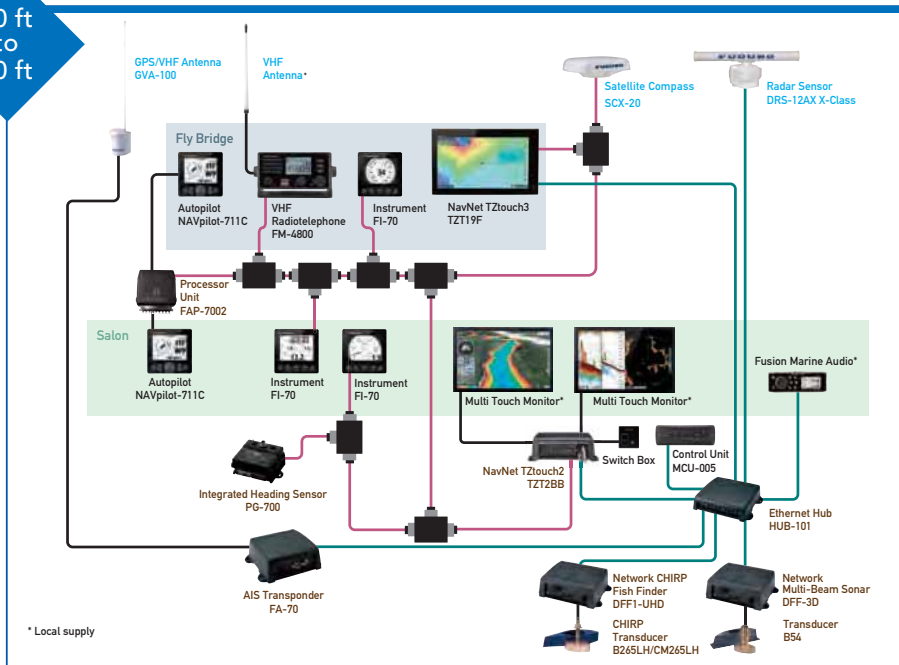 0 ft
to
0 ft
GPS/VHF Antenna
GVA-100
VHF
Antenna*
FURUNO
Satellite Compass
SCX-20
FURUNO
Radar Sensor
DRS-12AX X-Class
Fly Bridge
Autopilot
NAVpilot-711C
VHF
Radiotelephone
FM-4800
Instrument
FI-70
NavNet TZtouch3
TZT19F
Processor
Unit
FAP-7002
Salon
Autopilot
NAVpilot-711C
Instrument
FI-70
Instrument
FI-70
Multi Touch Monitor*
Multi Touch Monitor*
Fusion Marine Audio*
Integrated Heading Sensor
PG-700
NavNet TZtouch2
TZT2BB
Switch Box
Control Unit
MCU-005
Ethernet Hub
HUB-101
AIS Transponder
FA-70
Network CHIRP
Fish Finder
DFF1-UHD
CHIRP
Transducer
B265LH/CM265LH
Network
Multi-Beam Sonar
DFF-3D
Transducer
B54
* Local supply